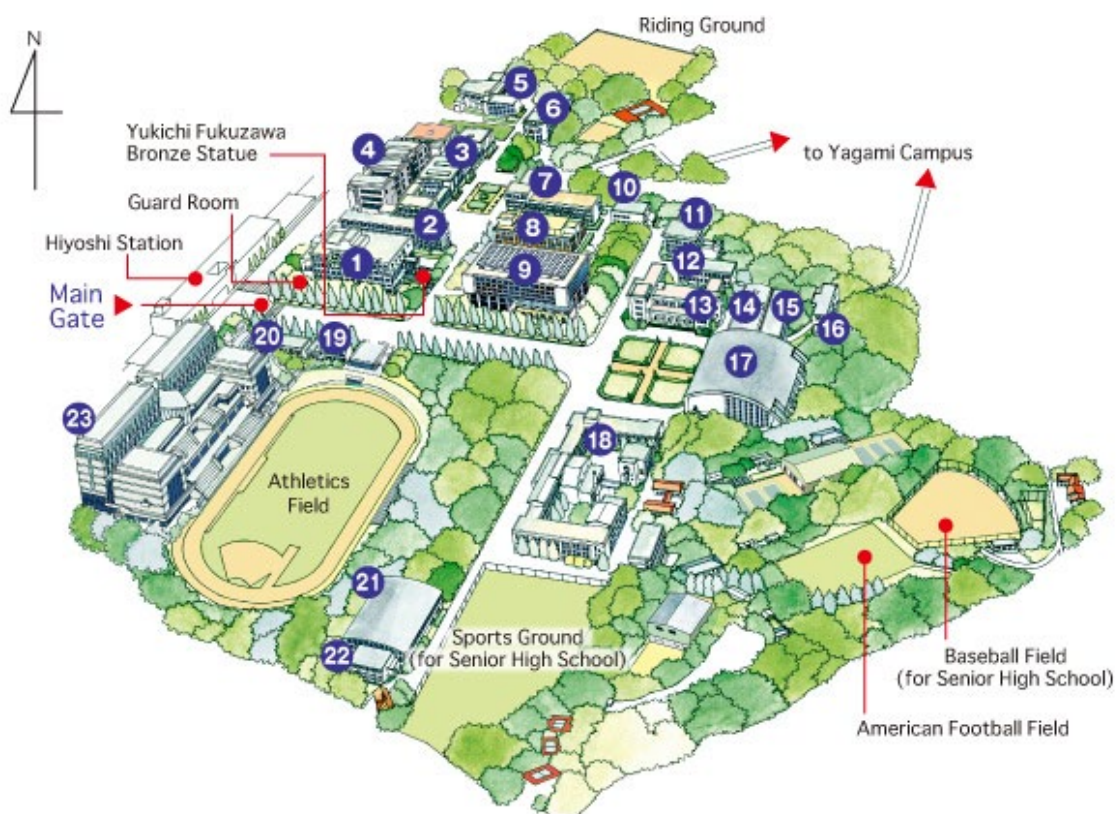 Riding Ground
N
5
6
Yukichi Fukuzawa
Bronze Statue
4
3
to Yagami Campus
Guard Room
7
10
Hiyoshi Station
2
8
11
1
9
12
Main
Gate
13
14
15
16
20
19
17
23
18
Athletics
Field
21
22
Sports Ground
(for Senior High School)
Baseball Field
(for Senior High School)
American Football Field